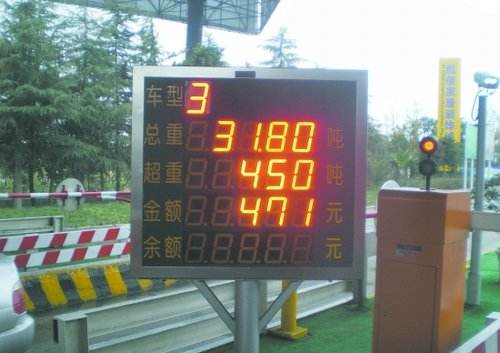 车型 3
总重 31.80 吨
超重 4.50 吨
金额 471 元
余额 元